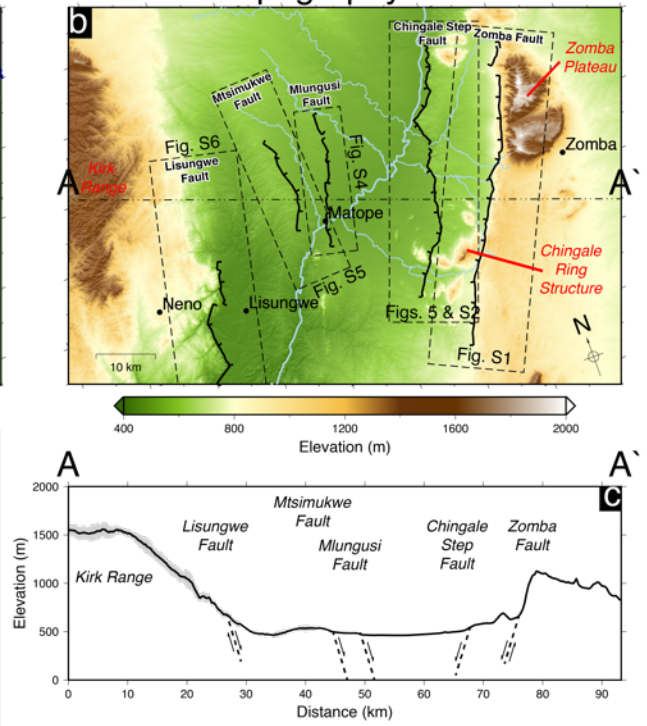 b
Chingale Step
Fault
Zomba Fault
Zomba
Plateau
Mtsimukwe
Fault
Mlungusi
Fault
Fig. S6
Lisungwe
Fault
Fig. S4
Zomba
Kirk
Range
A
A`
Matope
Chingale
Ring
Structure
Fig. S5
Neno
Lisungwe
Figs. 5 & S2
N
Fig. S1
10 km
400
800
1200
1600
2000
Elevation (m)
A
A`
c
2000
1500
1000
500
0
Elevation (m)
Mtsimukwe
Fault
Lisungwe
Fault
Mlungusi
Fault
Chingale
Step
Fault
Zomba
Fault
Kirk Range
0
10
20
30
40
50
60
70
80
90
Distance (km)